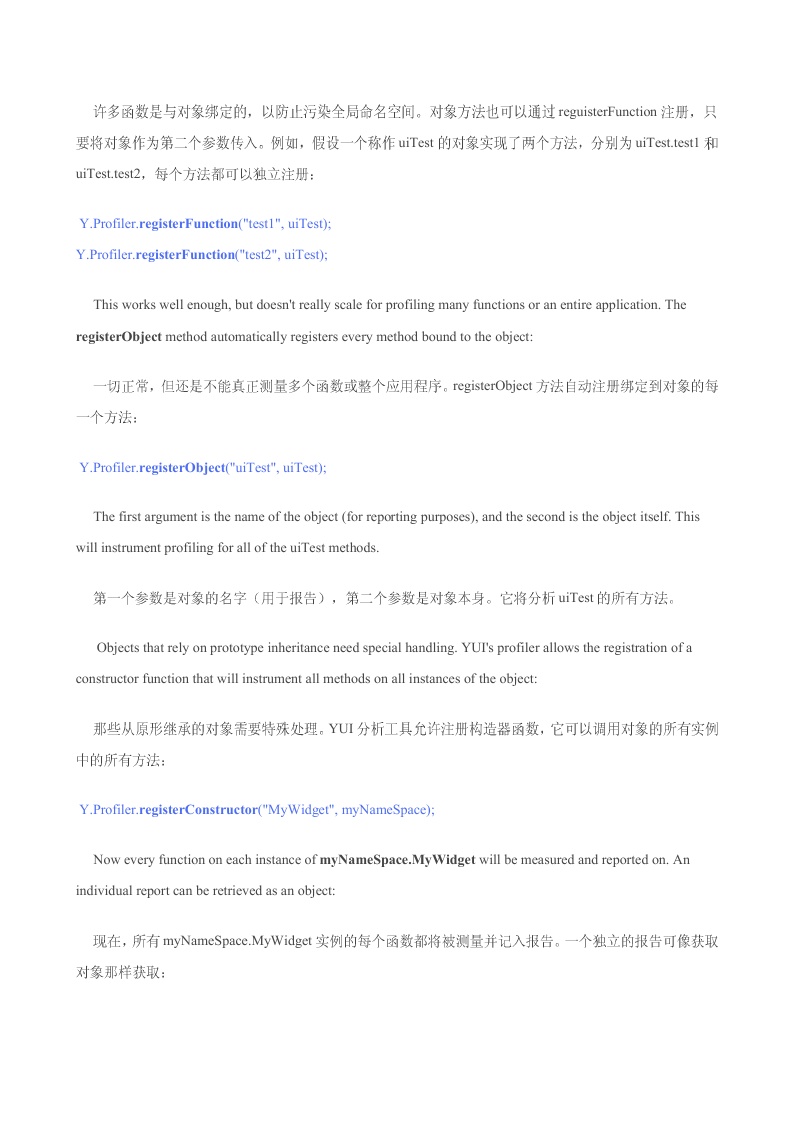 许多函数是与对象绑定的，以防止污染全局命名空间。对象方法也可以通过 reguisterFunction 注册，只
要将对象作为第二个参数传入。例如，假设一个称作 uiTest 的对象实现了两个方法，分别为 uiTest.test1 和
uiTest.test2，每个方法都可以独立注册：
Y.Profiler.registerFunction("test1", uiTest);
Y.Profiler.registerFunction("test2", uiTest);
This works well enough, but doesn't really scale for profiling many functions or an entire application. The
registerObject method automatically registers every method bound to the object:
一切正常，但还是不能真正测量多个函数或整个应用程序。registerObject 方法自动注册绑定到对象的每
一个方法：
Y.Profiler.registerObject("uiTest", uiTest);
The first argument is the name of the object (for reporting purposes), and the second is the object itself. This
will instrument profiling for all of the uiTest methods.
第一个参数是对象的名字（用于报告），第二个参数是对象本身。它将分析 uiTest 的所有方法。
Objects that rely on prototype inheritance need special handling. YUI's profiler allows the registration of a
constructor function that will instrument all methods on all instances of the object:
那些从原形继承的对象需要特殊处理。YUI 分析工具允许注册构造器函数，它可以调用对象的所有实例
中的所有方法：
Y.Profiler.registerConstructor("MyWidget", myNameSpace);
Now every function on each instance of myNameSpace.MyWidget will be measured and reported on. An
individual report can be retrieved as an object:
现在，所有 myNameSpace.MyWidget 实例的每个函数都将被测量并记入报告。一个独立的报告可像获取
对象那样获取：